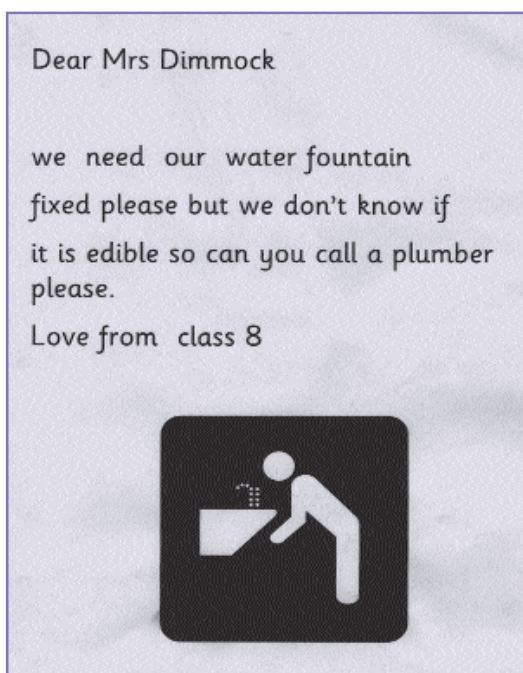 Dear Mrs Dimmock
we need our water fountain
fixed please but we don't know if
it is edible so can you call a plumber
please.
Love from class 8